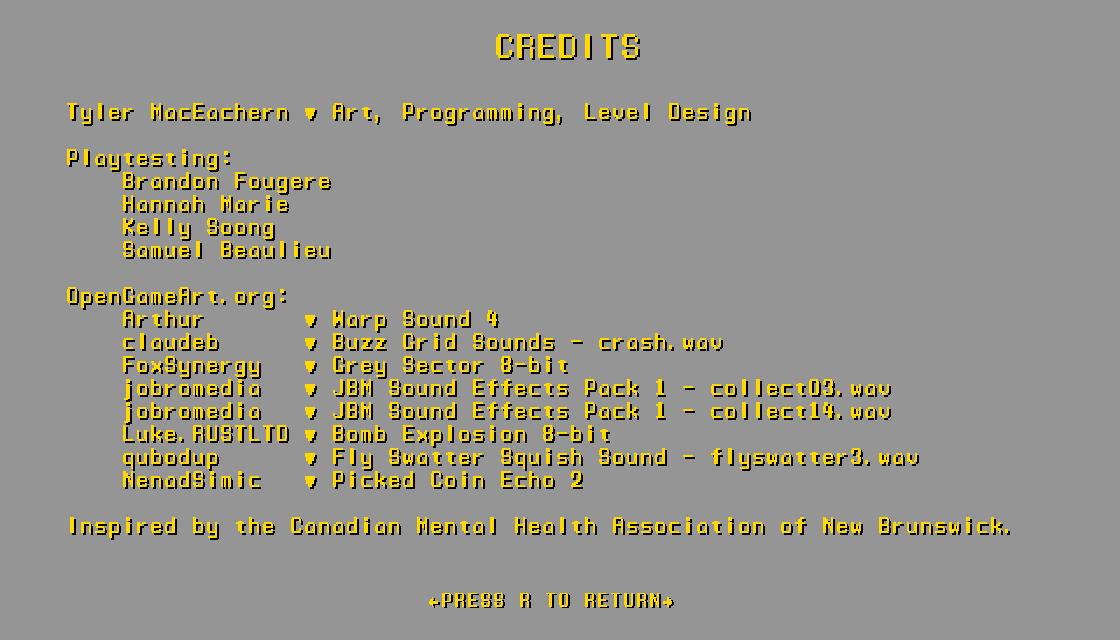 CREDITS
Tyler MacEachern ▼ Art, Programming, Level Design
Playtesting:
Brandon Fougere
Hannah Marie
Kelly Soong
Samuel Beaulieu
OpenGameArt.org:
Arthur ▼ Warp Sound 4
claudeb ▼ Buzz Grid Sounds - crash.wav
FoxSynergy ▼ Grey Sector 8-bit
jobromedia ▼ JBM Sound Effects Pack 1 - collect03.wav
jobromedia ▼ JBM Sound Effects Pack 1 - collect14.wav
Luke.RUSTLTD ▼ Bomb Explosion 8-bit
qubodup ▼ Fly Swatter Squish Sound - flyswatter3.wav
NenadSimic ▼ Picked Coin Echo 2
Inspired by the Canadian Mental Health Association of New Brunswick.
←PRESS R TO RETURN→